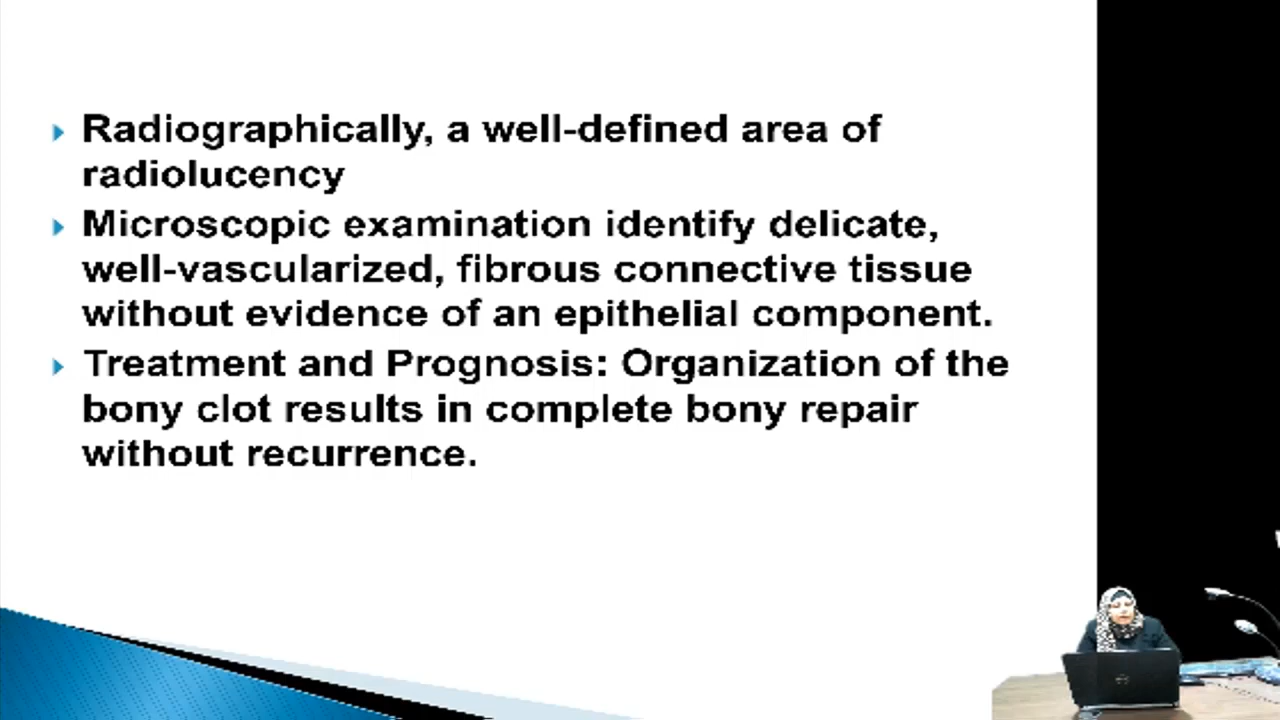 Radiographically, a well-defined area of
radiolucency
Microscopic examination identify delicate,
well-vascularized, fibrous connective tissue
without evidence of an epithelial component.
Treatment and Prognosis: Organization of the
bony clot results in complete bony repair
without recurrence.